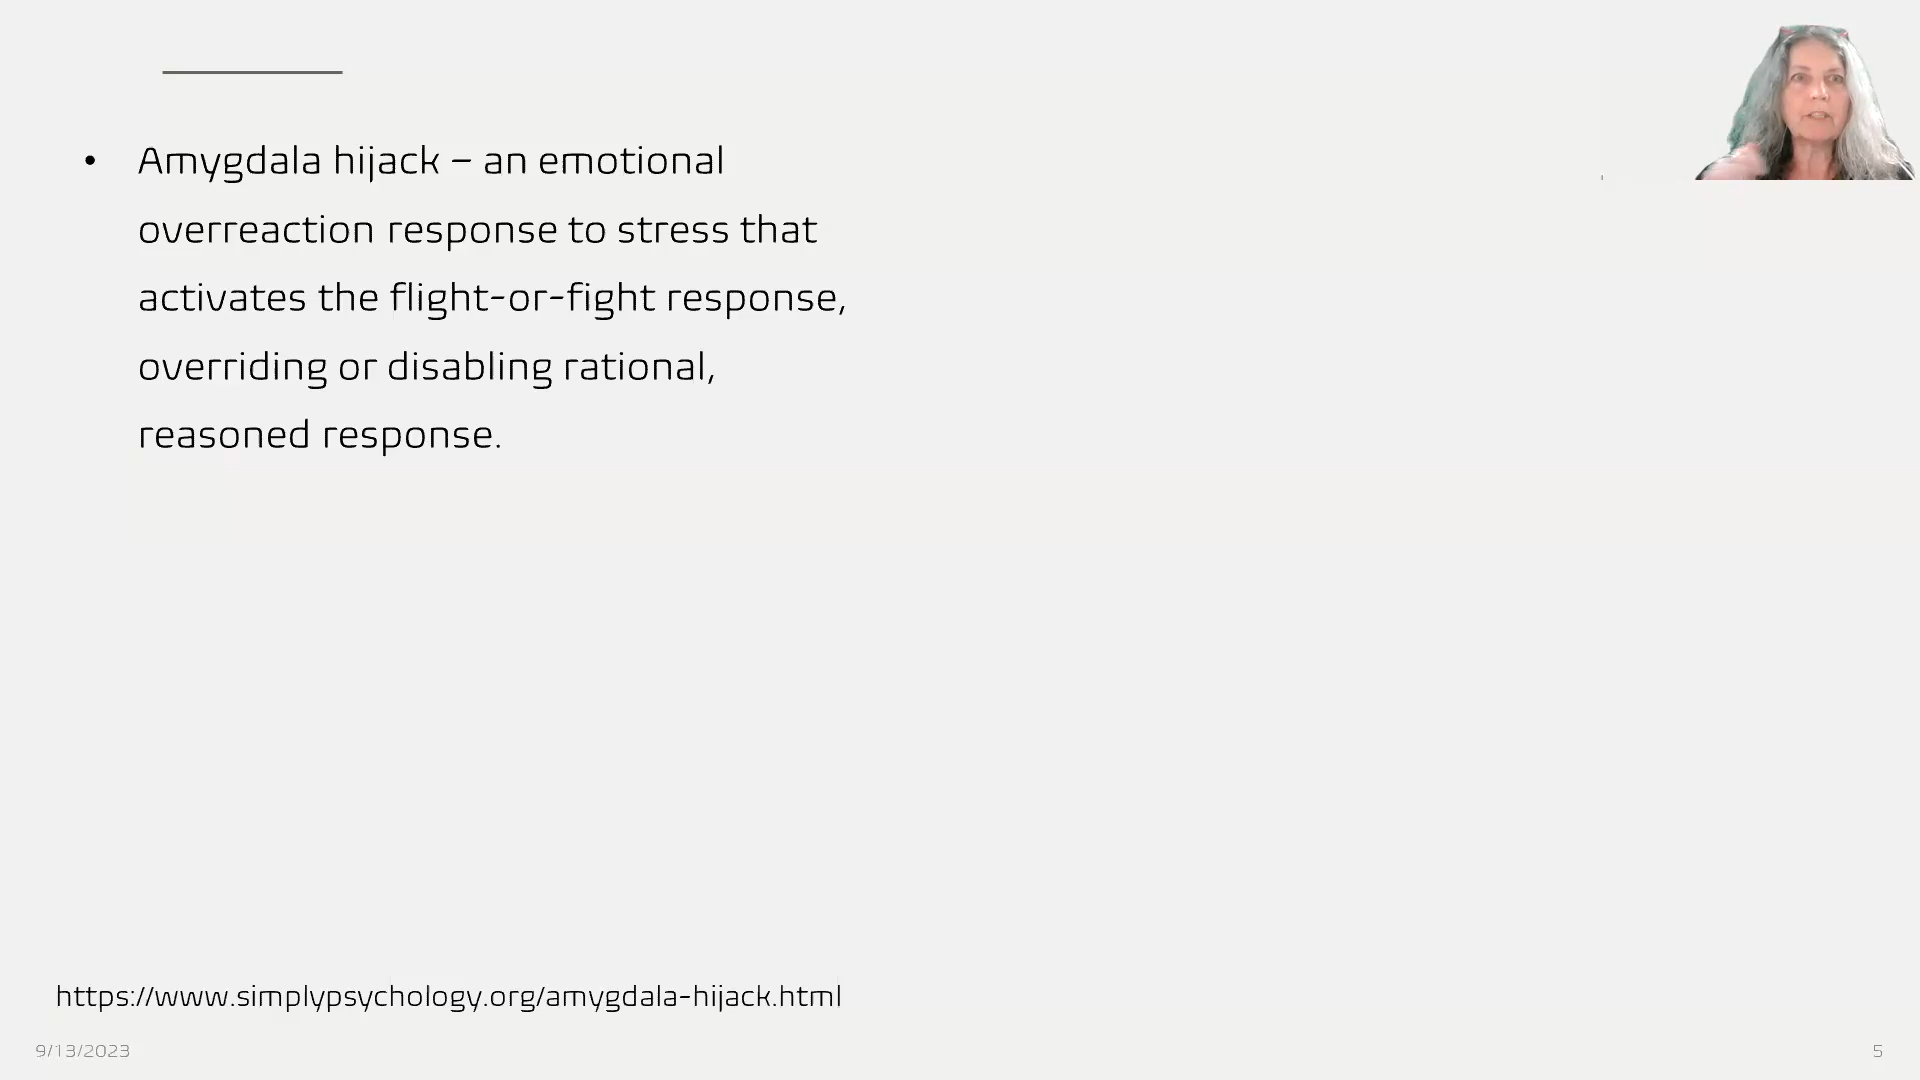 • Amygdala hijack – an emotional
overreaction response to stress that
activates the flight-or-fight response,
overriding or disabling rational,
reasoned response.
https://www.simplypsychology.org/amygdala-hijack.html
9/13/2023
5